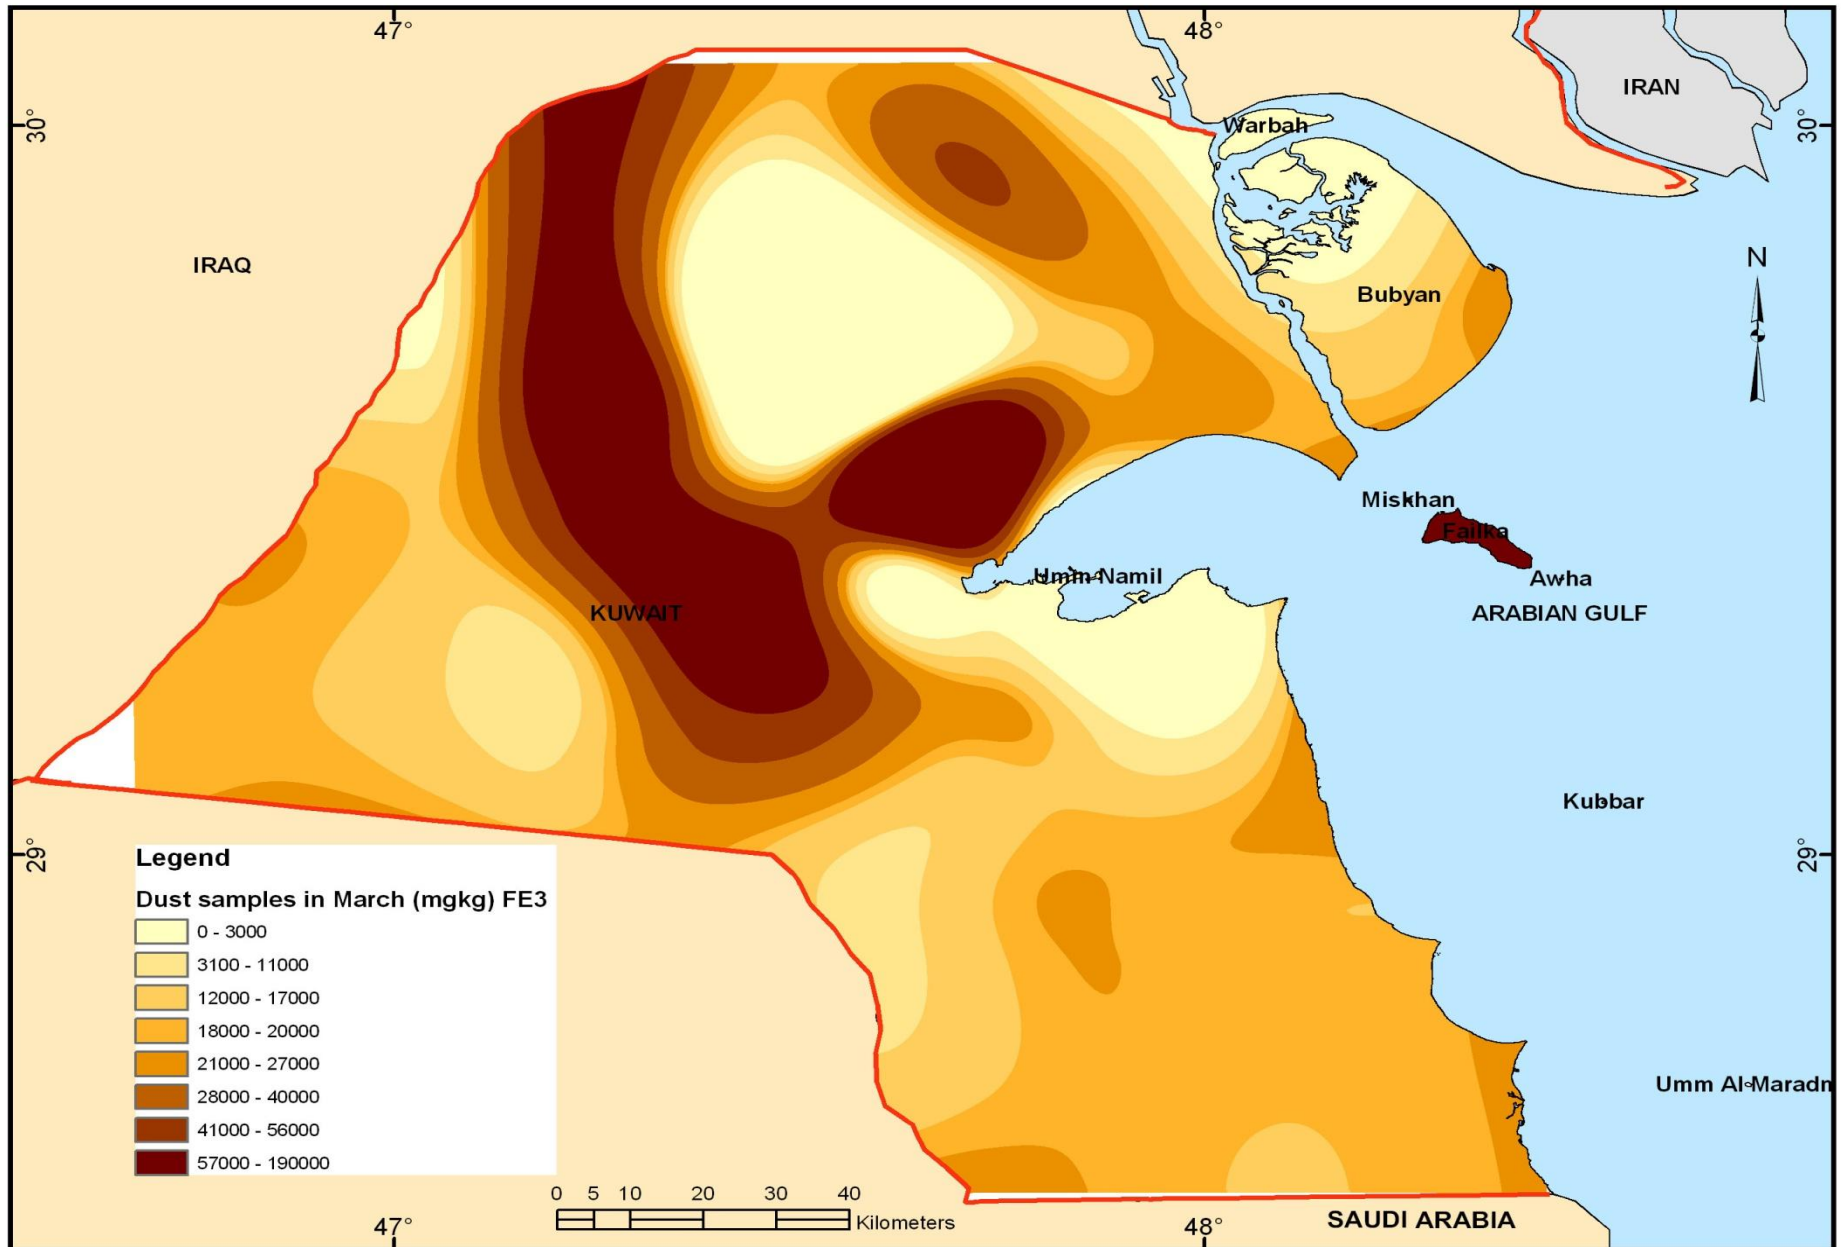 47°
48°
30°
30°
IRAN
Warbah
N
IRAQ
Bubyan
Miskhan
Failka
Umm Namil
Awha
KUWAIT
ARABIAN GULF
Kubbar
29°
29°
Legend
Dust samples in March (mgkg) FE3
0 - 3000
3100 - 11000
12000 - 17000
18000 - 20000
21000 - 27000
28000 - 40000
41000 - 56000
57000 - 190000
Umm Al-Maradm
0 5 10 20 30 40
Kilometers
SAUDI ARABIA
47°
48°